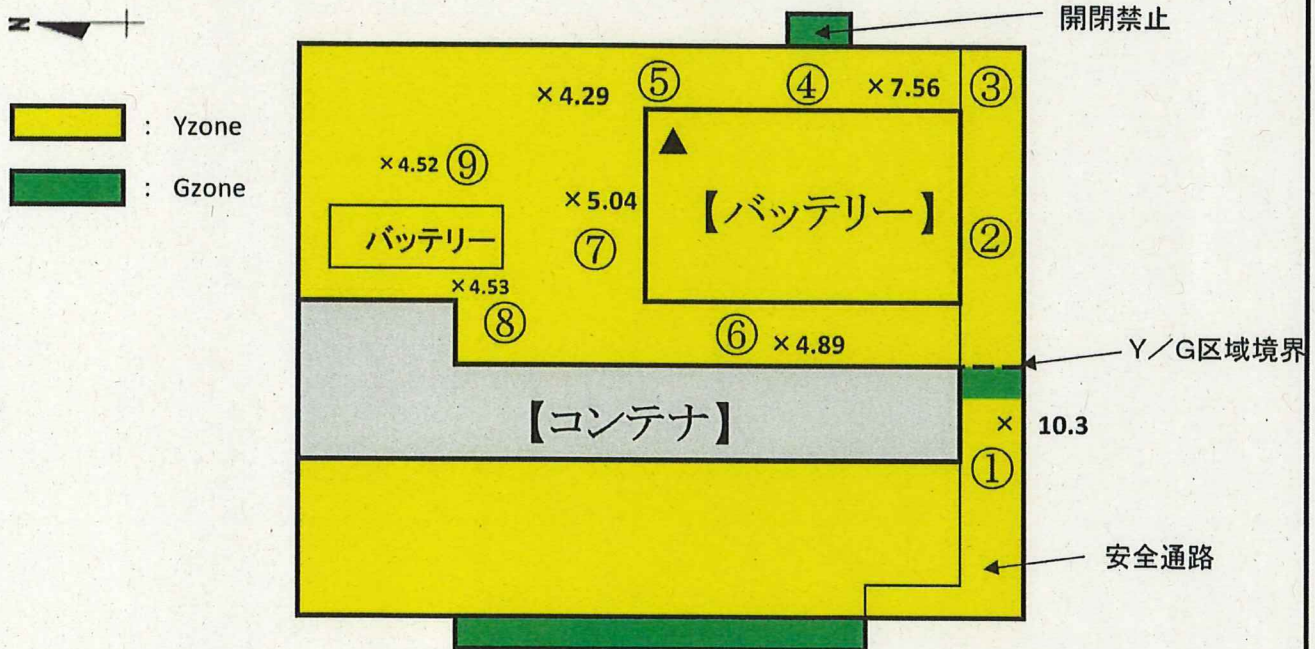 N
開閉禁止
: Yzone
: Gzone
×4.29
⑤
④
×7.56
③
×4.52
⑨
▲
×5.04
⑦
【バッテリー】
②
バッテリー
×4.53
⑧
⑥
×4.89
Y/G区域境界
【コンテナ】
× 10.3
①
安全通路